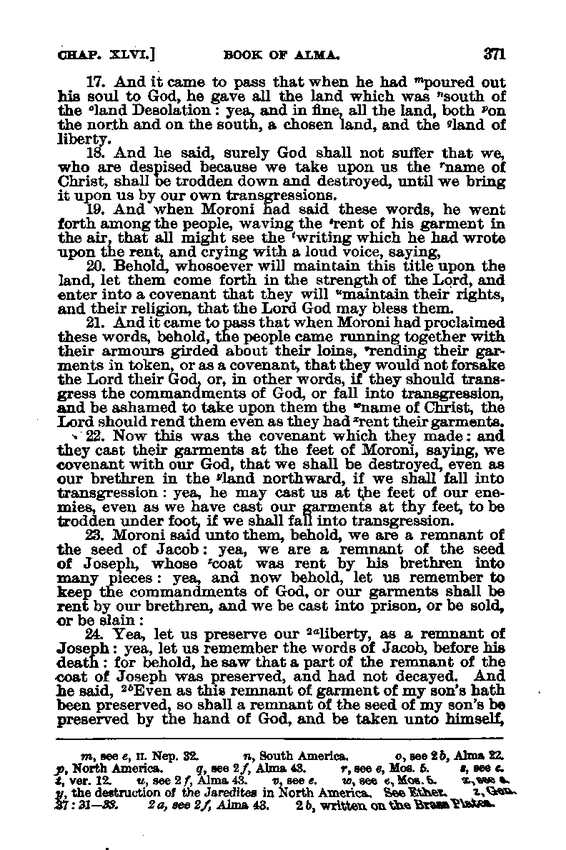 CHAP. XLVI.] BOOK OF ALMA. 371
17. And it came to pass that when he had ᵐpoured out
his soul to God, he gave all the land which was ⁿsouth of
the ᵒland Desolation : yea, and in fine, all the land, both ᵖon
the north and on the south, a chosen land, and the qland of
liberty.
18. And he said, surely God shall not suffer that we,
who are despised because we take upon us the ʳname of
Christ, shall be trodden down and destroyed, until we bring
it upon us by our own transgressions.
19. And when Moroni had said these words, he went
forth among the people, waving the ˢrent of his garment in
the air, that all might see the ᵗwriting which he had wrote
upon the rent, and crying with a loud voice, saying,
20. Behold, whosoever will maintain this title upon the
land, let them come forth in the strength of the Lord, and
enter into a covenant that they will ᵘmaintain their rights,
and their religion, that the Lord God may bless them.
21. And it came to pass that when Moroni had proclaimed
these words, behold, the people came running together with
their armours girded about their loins, ᵛrending their gar-
ments in token, or as a covenant, that they would not forsake
the Lord their God, or, in other words, if they should trans-
gress the commandments of God, or fall into transgression,
and be ashamed to take upon them the ʷname of Christ, the
Lord should rend them even as they had ˣrent their garments.
22. Now this was the covenant which they made : and
they cast their garments at the feet of Moroni, saying, we
covenant with our God, that we shall be destroyed, even as
our brethren in the ʸland northward, if we shall fall into
transgression : yea, he may cast us at the feet of our ene-
mies, even as we have cast our garments at thy feet, to be
trodden under foot, if we shall fall into transgression.
23. Moroni said unto them, behold, we are a remnant of
the seed of Jacob : yea, we are a remnant of the seed
of Joseph, whose ᶻcoat was rent by his brethren into
many pieces : yea, and now behold, let us remember to
keep the commandments of God, or our garments shall be
rent by our brethren, and we be cast into prison, or be sold,
or be slain :
24. Yea, let us preserve our ²ᵃliberty, as a remnant of
Joseph : yea, let us remember the words of Jacob, before his
death : for behold, he saw that a part of the remnant of the
coat of Joseph was preserved, and had not decayed. And
he said, ²ᵇEven as this remnant of garment of my son's hath
been preserved, so shall a remnant of the seed of my son's be
preserved by the hand of God, and be taken unto himself,
m, see e, II. Nep. 32. n, South America. o, see 2 b, Alma 22.
p, North America. q, see 2 f, Alma 43. r, see e, Mos. 5. s, see c.
t, ver. 12. u, see 2 f, Alma 43. v, see s. w, see e, Mos. 5. x, see s.
y, the destruction of the Jaredites in North America. See Ether. z, Gen.
37 : 31—33. 2 a, see 2 f, Alma 43. 2 b, written on the Brass Plates.